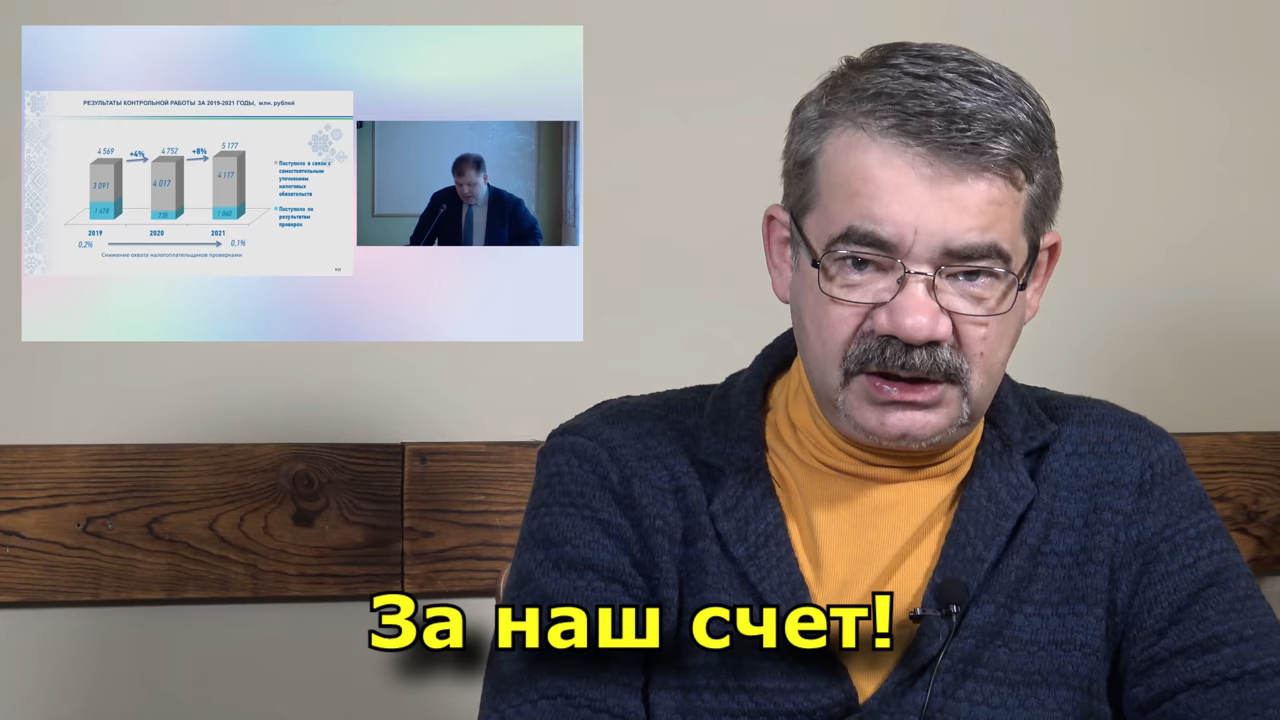 РЕЗУЛЬТАТЫ КОНТРОЛЬНОЙ РАБОТЫ ЗА 2019-2021 ГОДЫ, млн. рублей
4 569
+4%
4 752
+8%
5 177
3 091
4 017
4 117
1 478
735
1 060
2019
2020
2021
0,2%
0,1%
Снижение охвата налогоплательщиков проверками
Поступило в связи с
самостоятельным
уточнением
налоговых
обязательств
Поступило по
результатам
проверок
За наш счет!